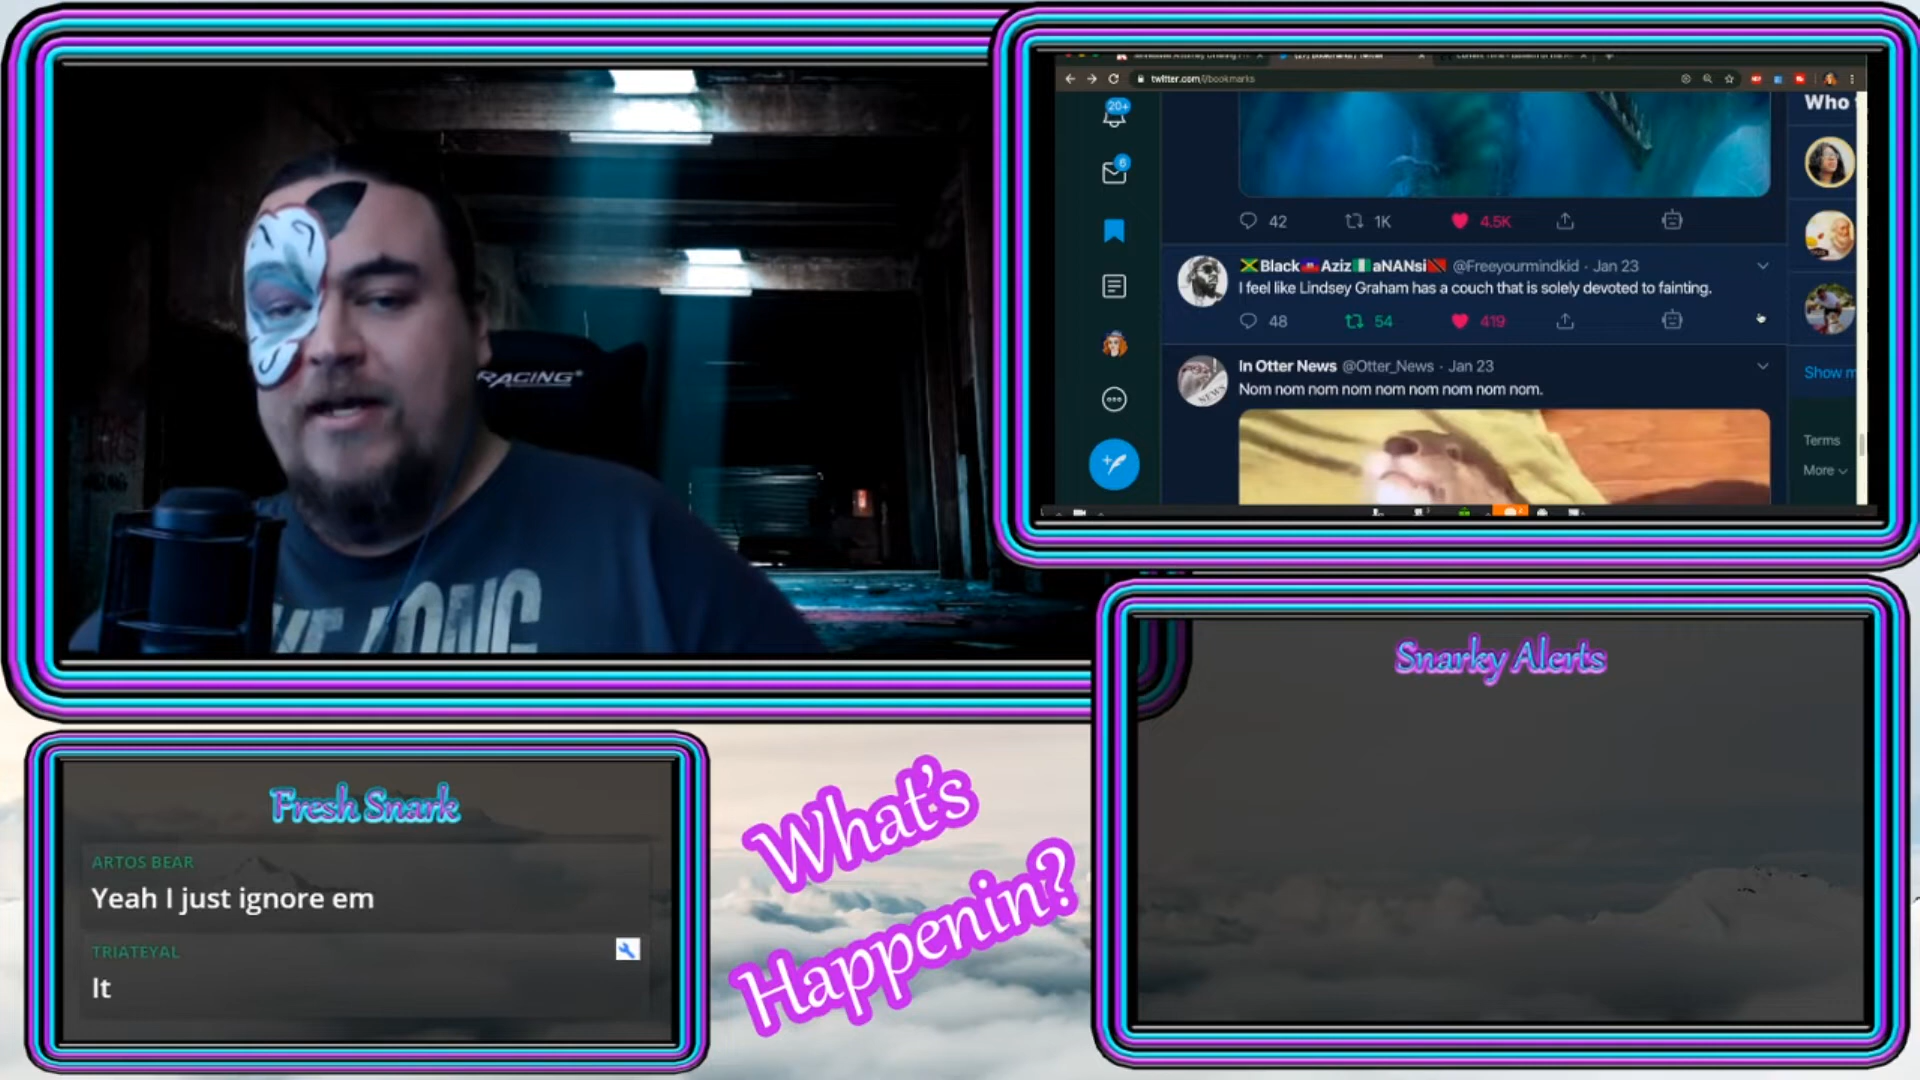 RACING
twitter.com/i/bookmarks
20+
Who
6
42
1K
4.5K
Black Aziz aNANsi @Freeyourmindkid · Jan 23
I feel like Lindsey Graham has a couch that is solely devoted to fainting.
48
54
419
In Otter News @Otter_News · Jan 23
Nom nom nom nom nom nom nom nom nom.
NEWS
Show m
Terms
More
Snarky Alerts
Fresh Snark
ARTOS BEAR
Yeah I just ignore em
TRIATEYAL
It
What's
Happenin?